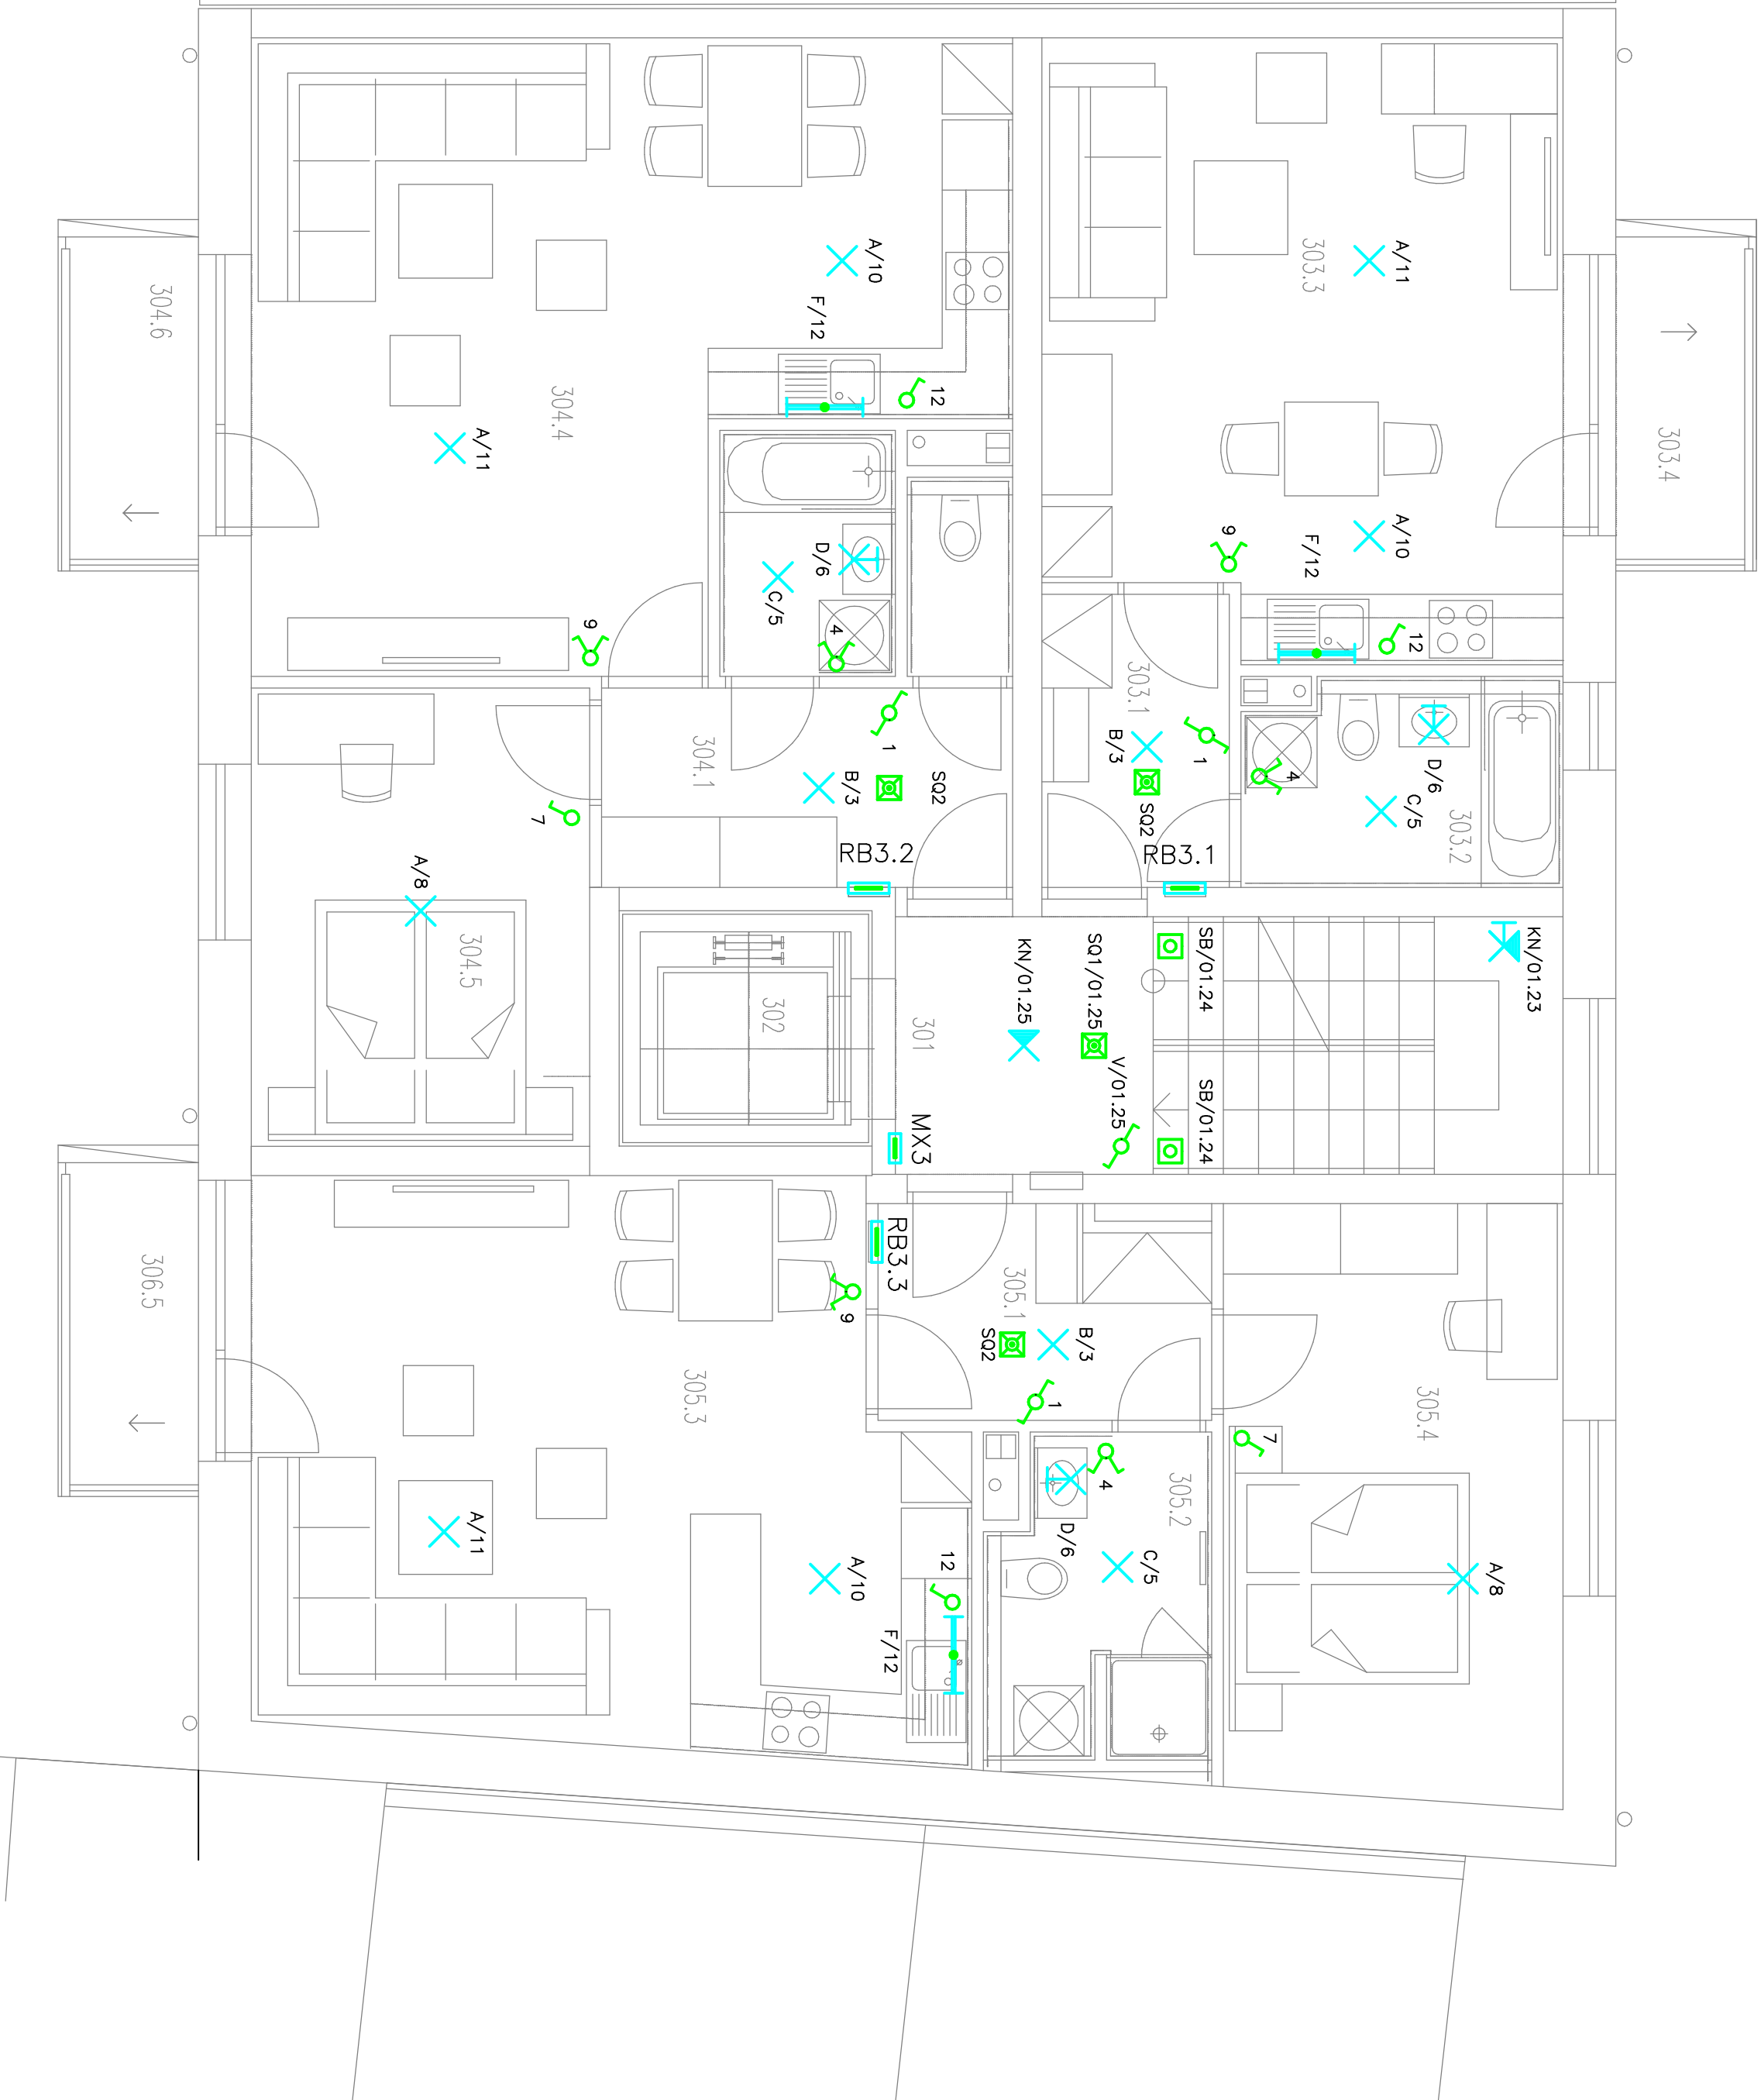 A/10
A/11
303.3
304.6
F/12
12
304.4
303.4
A/11
A/10
9
F/12
D/6
C/5
9
4
12
303.1
1
304.1
1
B/3
B/3
SQ2
4
D/6
7
SQ2
C/5
303.2
RB3.2
RB3.1
A/8
304.5
KN/01.25
SQ1/01.25
SB/01.24
KN/01.23
302
301
V/01.25
SB/01.24
MX3
RB3.3
306.5
305.1
9
SQ2
B/3
305.3
1
305.4
7
305.2
4
A/11
D/6
C/5
12
A/10
A/8
F/12